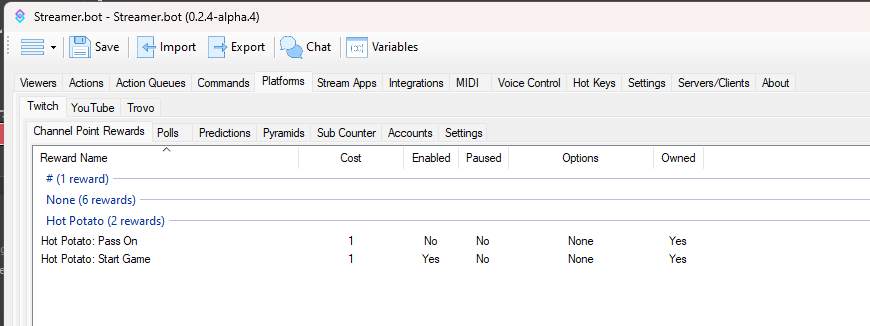 Streamer.bot - Streamer.bot (0.2.4-alpha.4)
Save Import Export Chat (x) Variables
Viewers Actions Action Queues Commands Platforms Stream Apps Integrations MIDI Voice Control Hot Keys Settings Servers/Clients About
Twitch YouTube Trovo
Channel Point Rewards Polls Predictions Pyramids Sub Counter Accounts Settings
Reward Name Cost Enabled Paused Options Owned
# (1 reward)
None (6 rewards)
Hot Potato (2 rewards)
Hot Potato: Pass On 1 No No None Yes
Hot Potato: Start Game 1 Yes No None Yes